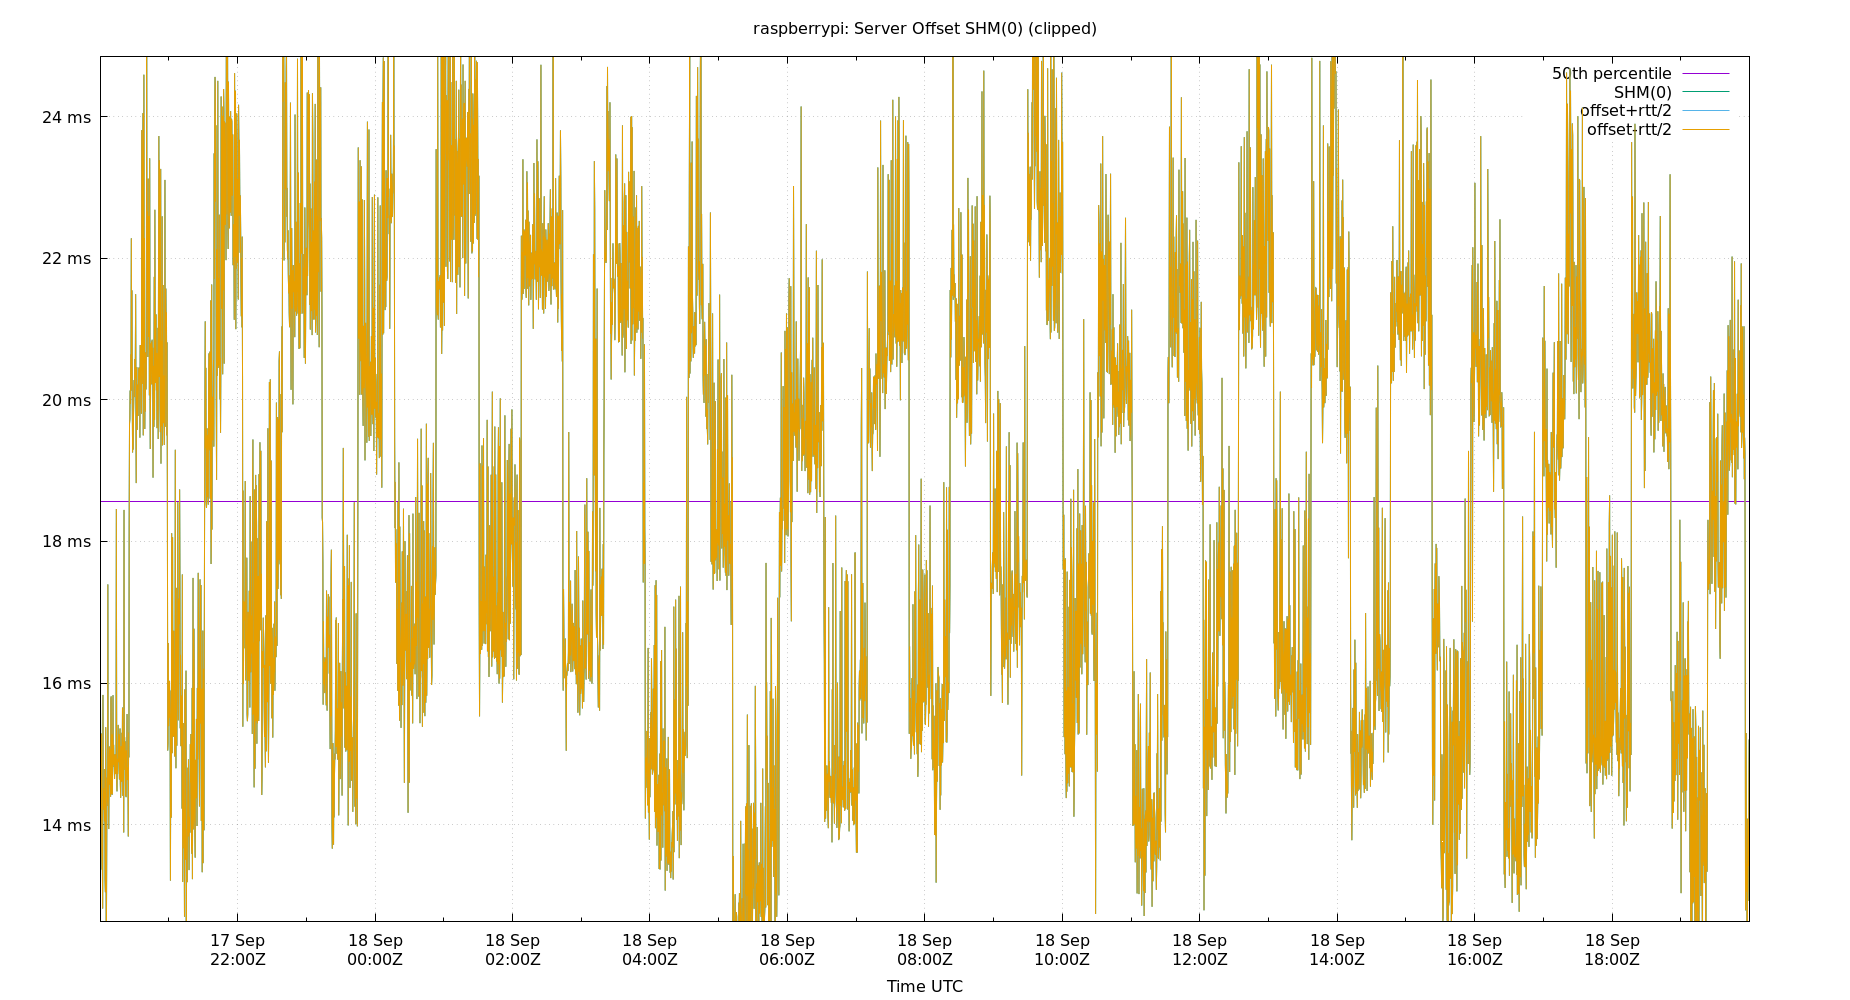 raspberrypi: Server Offset SHM(0) (clipped)
50th percentile
SHM(0)
offset+rtt/2
offset-rtt/2
24 ms
22 ms
20 ms
18 ms
16 ms
14 ms
17 Sep 18 Sep 18 Sep 18 Sep 18 Sep 18 Sep 18 Sep 18 Sep 18 Sep 18 Sep 18 Sep
22:00Z 00:00Z 02:00Z 04:00Z 06:00Z 08:00Z 10:00Z 12:00Z 14:00Z 16:00Z 18:00Z
Time UTC